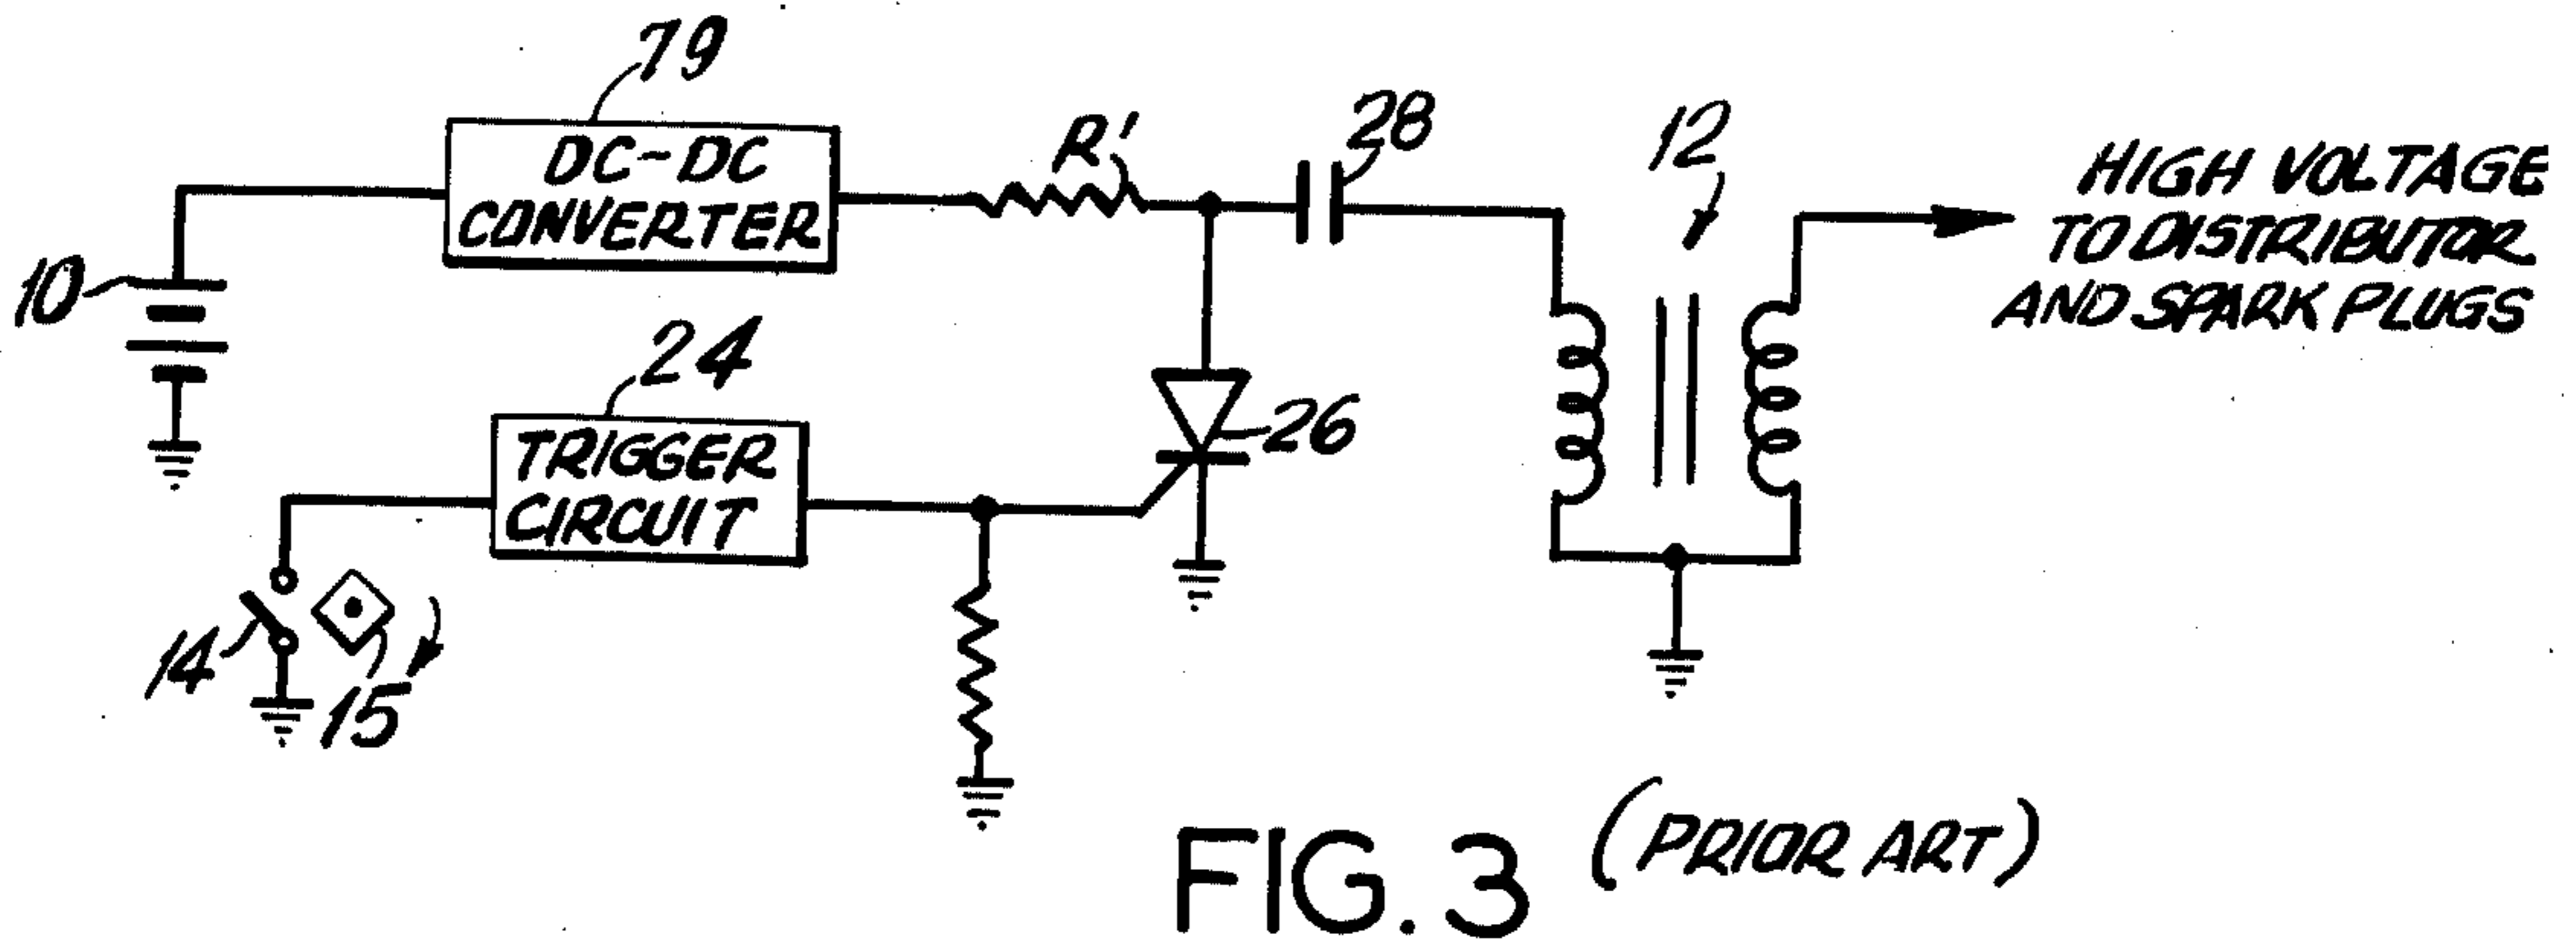 79
DC-DC
CONVERTER
R'
28
12
HIGH VOLTAGE
TO DISTRIBUTOR
AND SPARK PLUGS
10
24
TRIGGER
CIRCUIT
26
14
15
FIG. 3 (PRIOR ART)